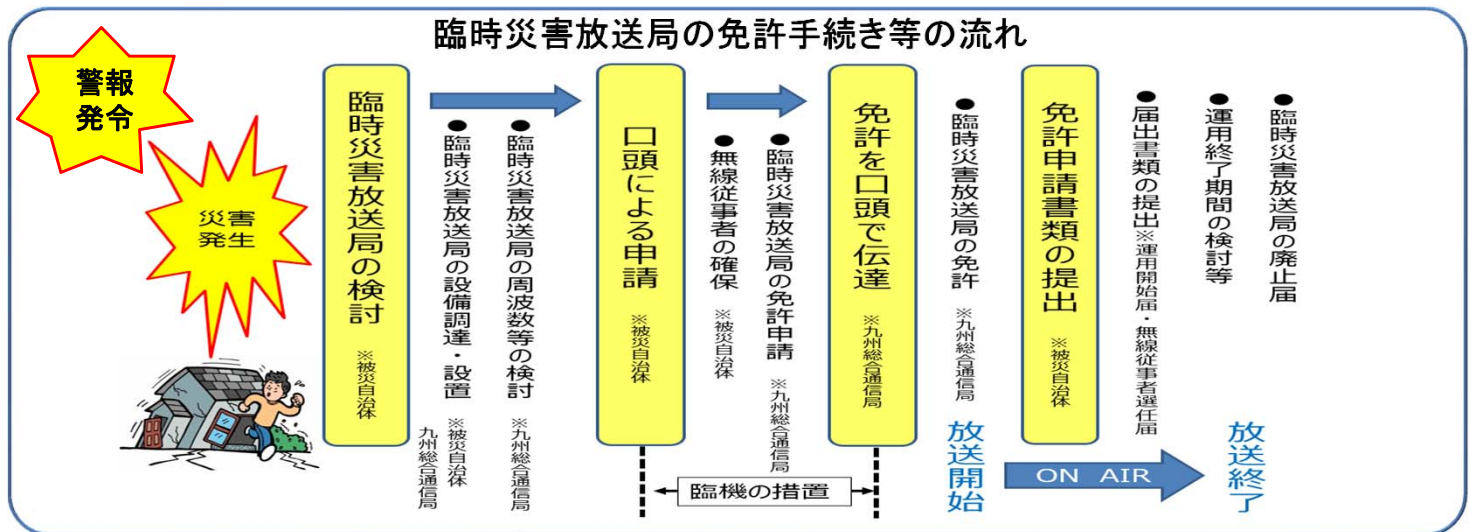 臨時災害放送局の免許手続き等の流れ
警報
発令
災害
発生
臨時災害放送局の検討 ※被災自治体
●臨時災害放送局の設備調達・設置 ※被災自治体
九州総合通信局
●臨時災害放送局の周波数等の検討 ※九州総合通信局
口頭による申請 ※被災自治体
●無線従事者の確保 ※被災自治体
●臨時災害放送局の免許申請 ※九州総合通信局
免許を口頭で伝達 ※九州総合通信局
臨機の措置
●臨時災害放送局の免許 ※九州総合通信局
放送開始
免許申請書類の提出 ※被災自治体
ON AIR
●届出書類の提出※運用開始届・無線従事者選任届
●運用終了期間の検討等
放送終了
●臨時災害放送局の廃止届